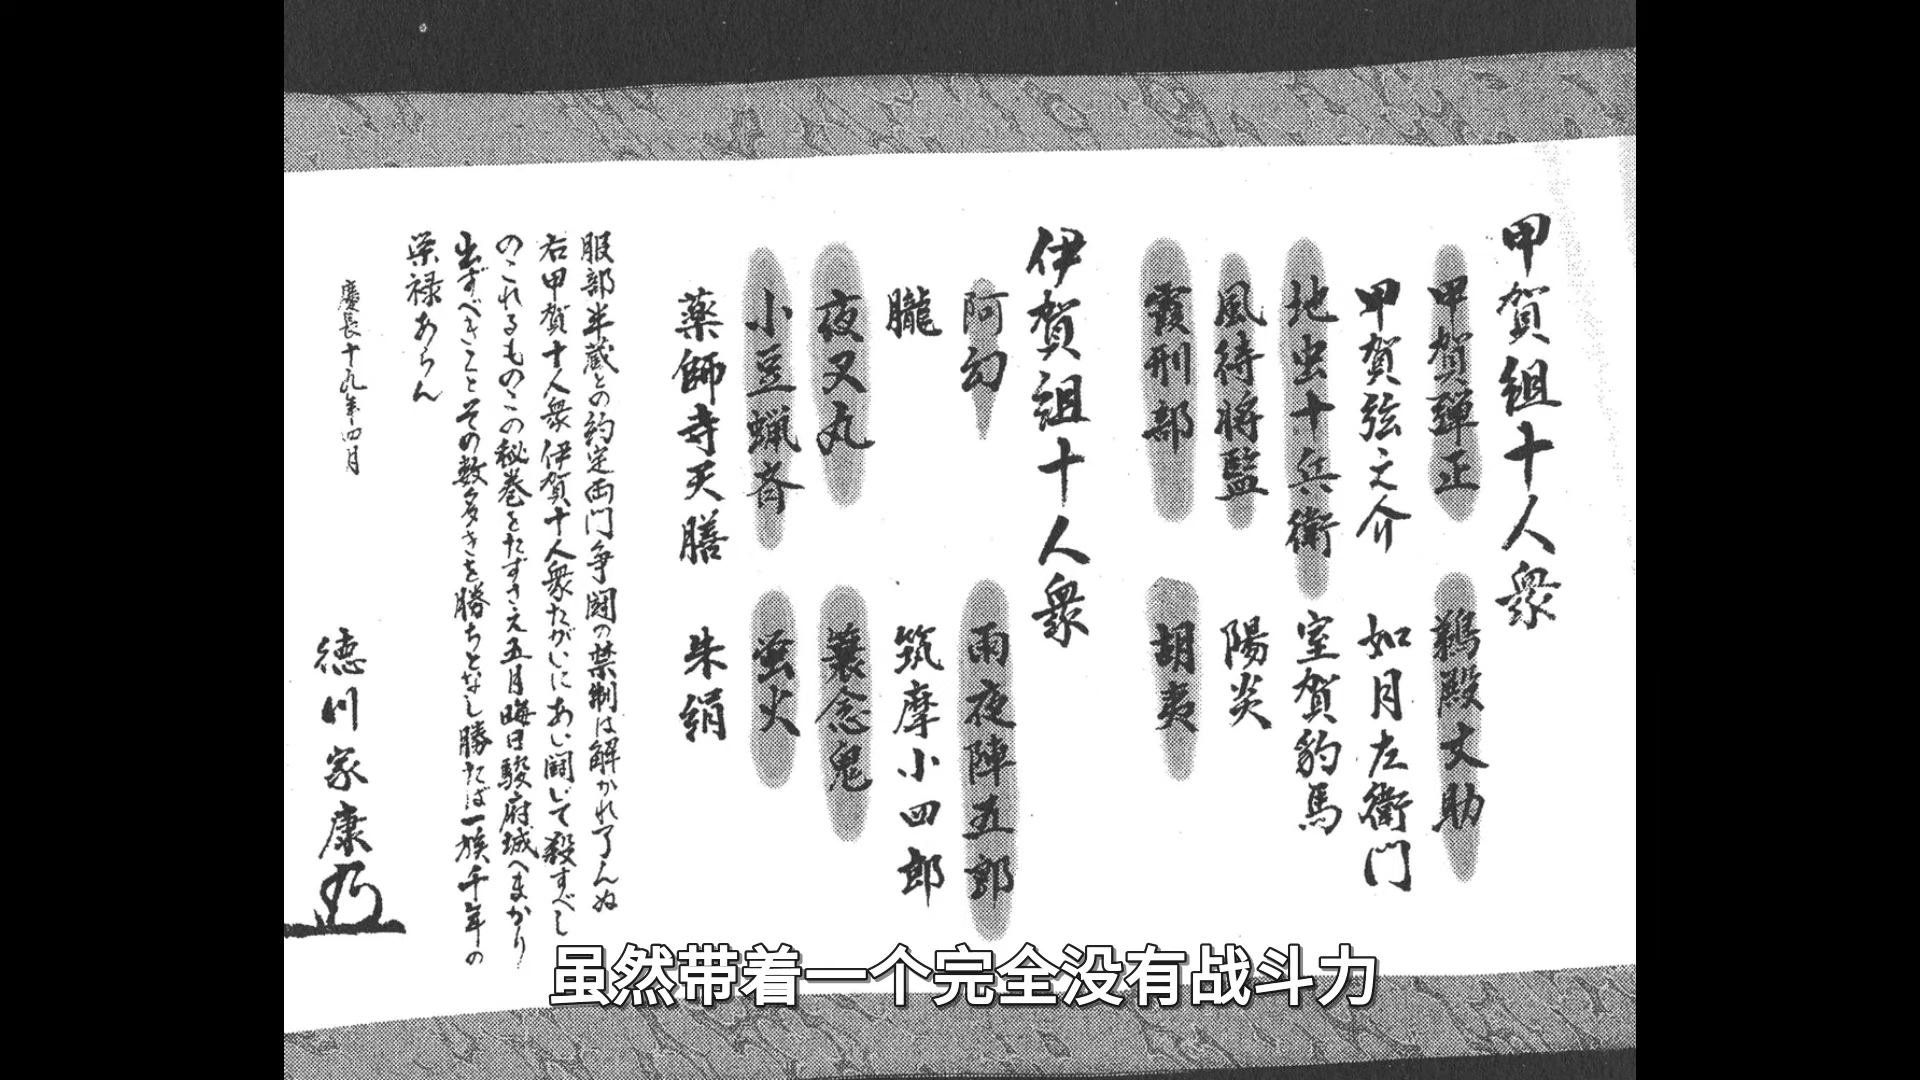 甲賀組十人衆
甲賀弾正
鵜殿丈助
甲賀弦之介
如月左衛門
地虫十兵衛
室賀豹馬
風待将監
陽炎
霞刑部
胡夷
伊賀組十人衆
阿幻
雨夜陣五郎
朧
筑摩小四郎
夜叉丸
蓑念鬼
小豆蝋斉
蛍火
薬師寺天膳
朱絹
服部半蔵との約定両門争闘の禁制は解かれ了んぬ
右甲賀十人衆伊賀十人衆たがいにあい闘いて殺すべし
のこれるものこの秘巻をたずさえ五月晦日駿府城へまかり
出ずべきことその数多きを勝ちとなし勝たば一族千年の
栄禄あらん
慶長十九年四月
徳川家康
虽然带着一个完全没有战斗力